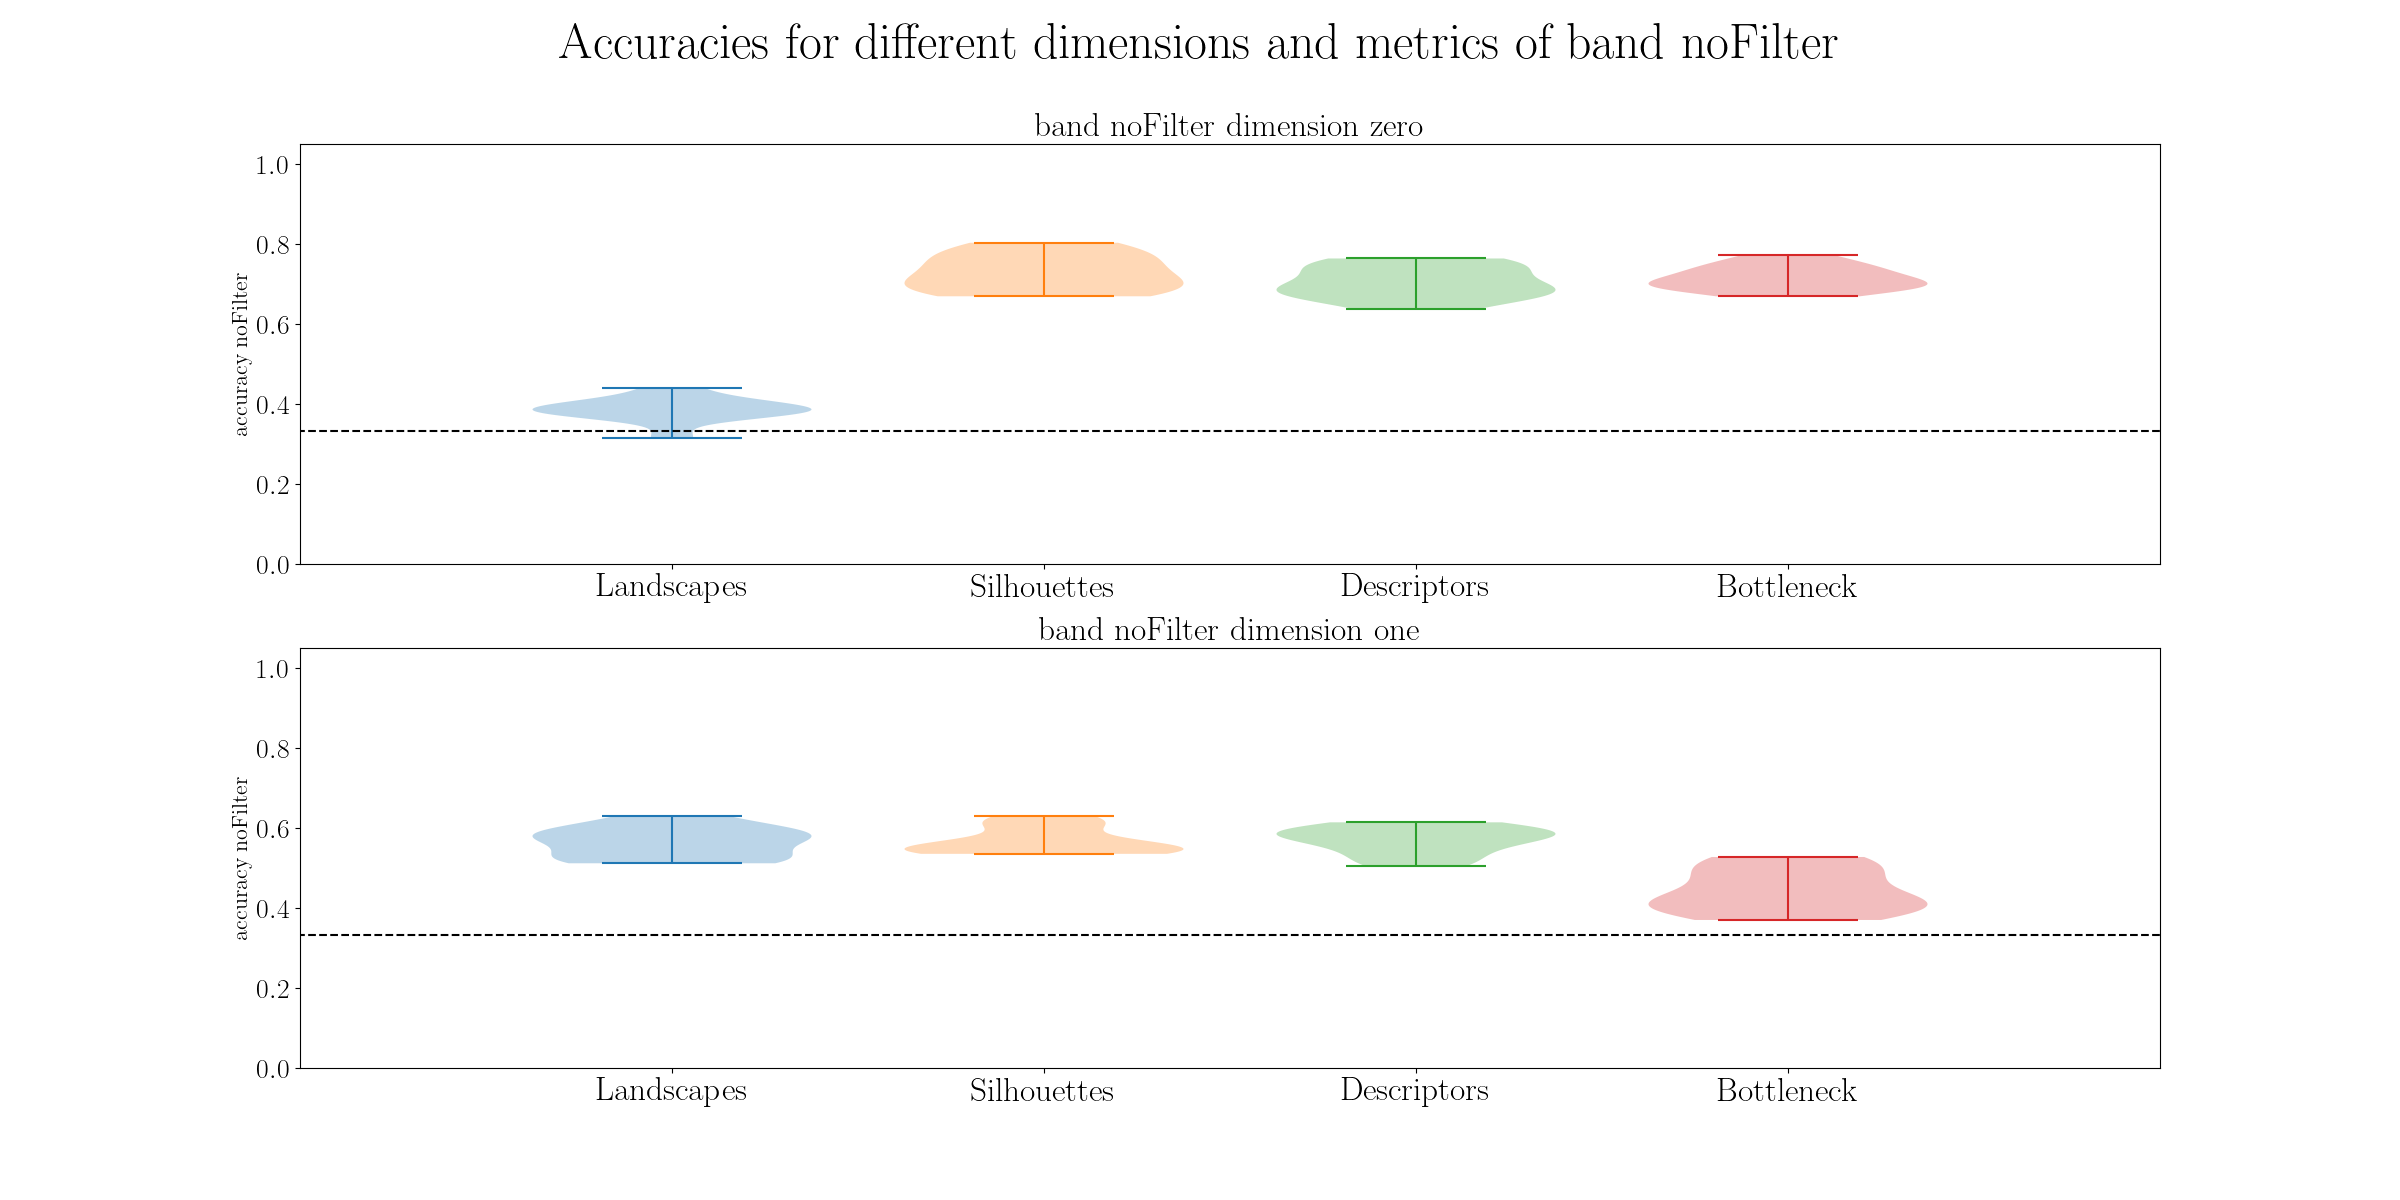 Accuracies for different dimensions and metrics of band noFilter
band noFilter dimension zero
accuracy noFilter
1.0
0.8
0.6
0.4
0.2
0.0
Landscapes Silhouettes Descriptors Bottleneck
band noFilter dimension one
accuracy noFilter
1.0
0.8
0.6
0.4
0.2
0.0
Landscapes Silhouettes Descriptors Bottleneck